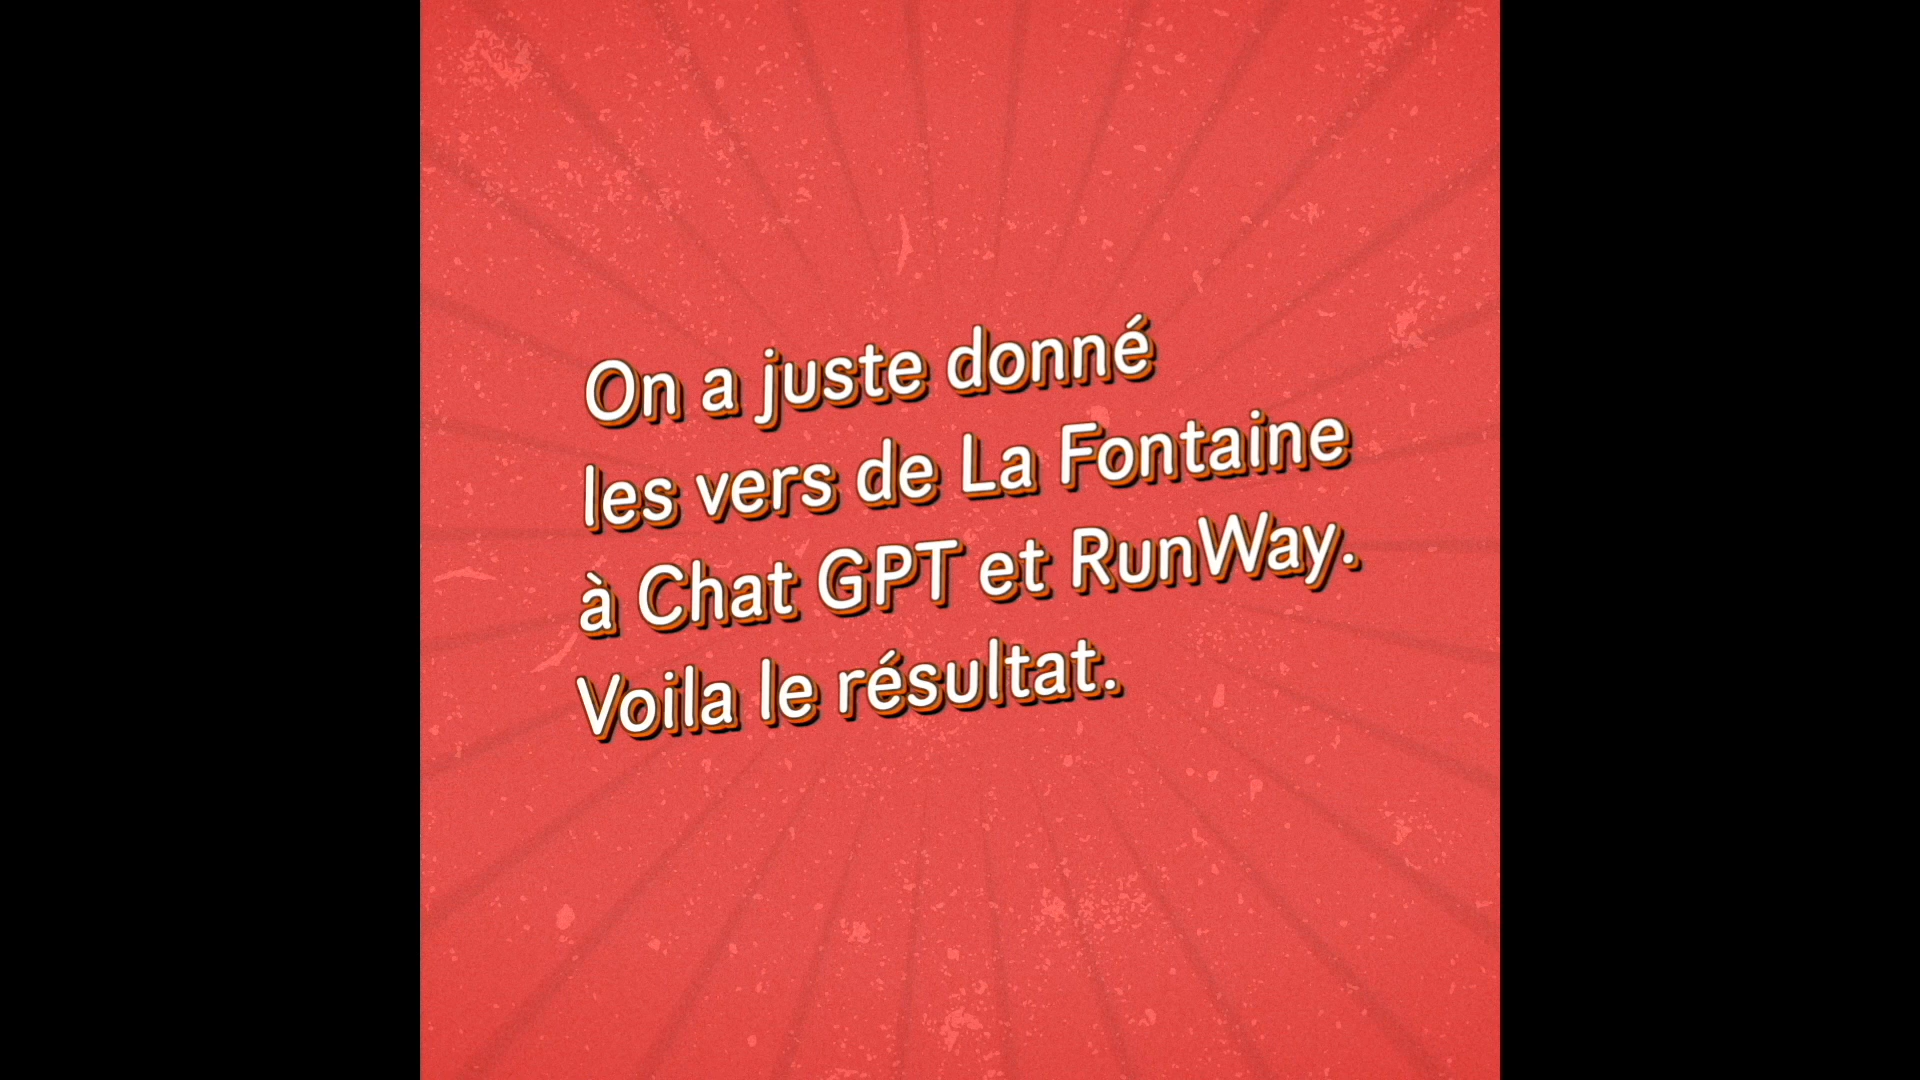 On a juste donné
les vers de La Fontaine
à Chat GPT et RunWay.
Voila le résultat.